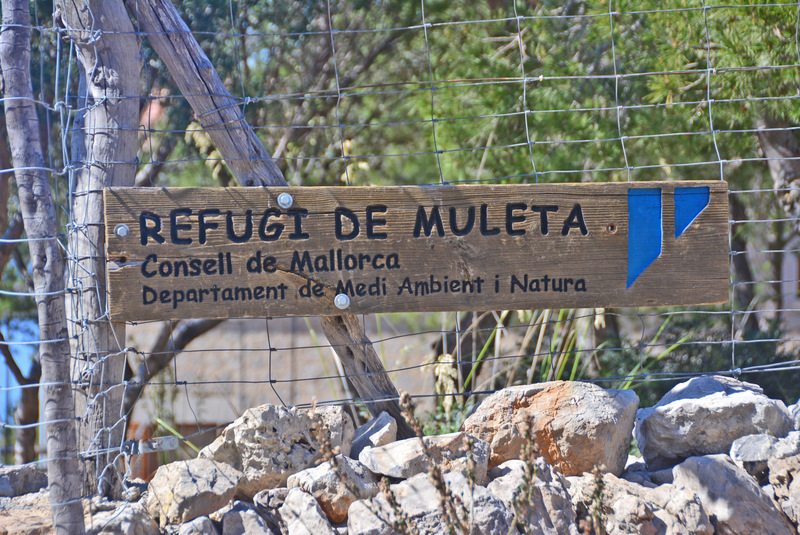 REFUGI DE MULETA
Consell de Mallorca
Departament de Medi Ambient i Natura